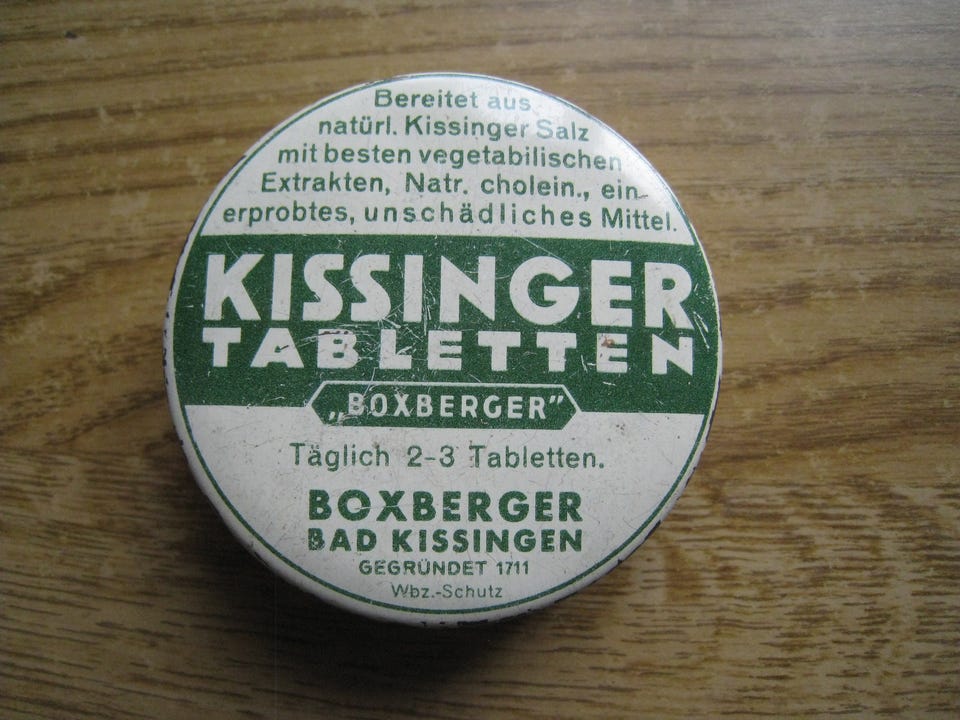 Bereitet aus
natürl. Kissinger Salz
mit besten vegetabilischen
Extrakten, Natr. cholein., ein
erprobtes, unschädliches Mittel.
KISSINGER
TABLETTEN
„BOXBERGER”
Täglich 2-3 Tabletten.
BOXBERGER
BAD KISSINGEN
GEGRÜNDET 1711
Wbz.-Schutz